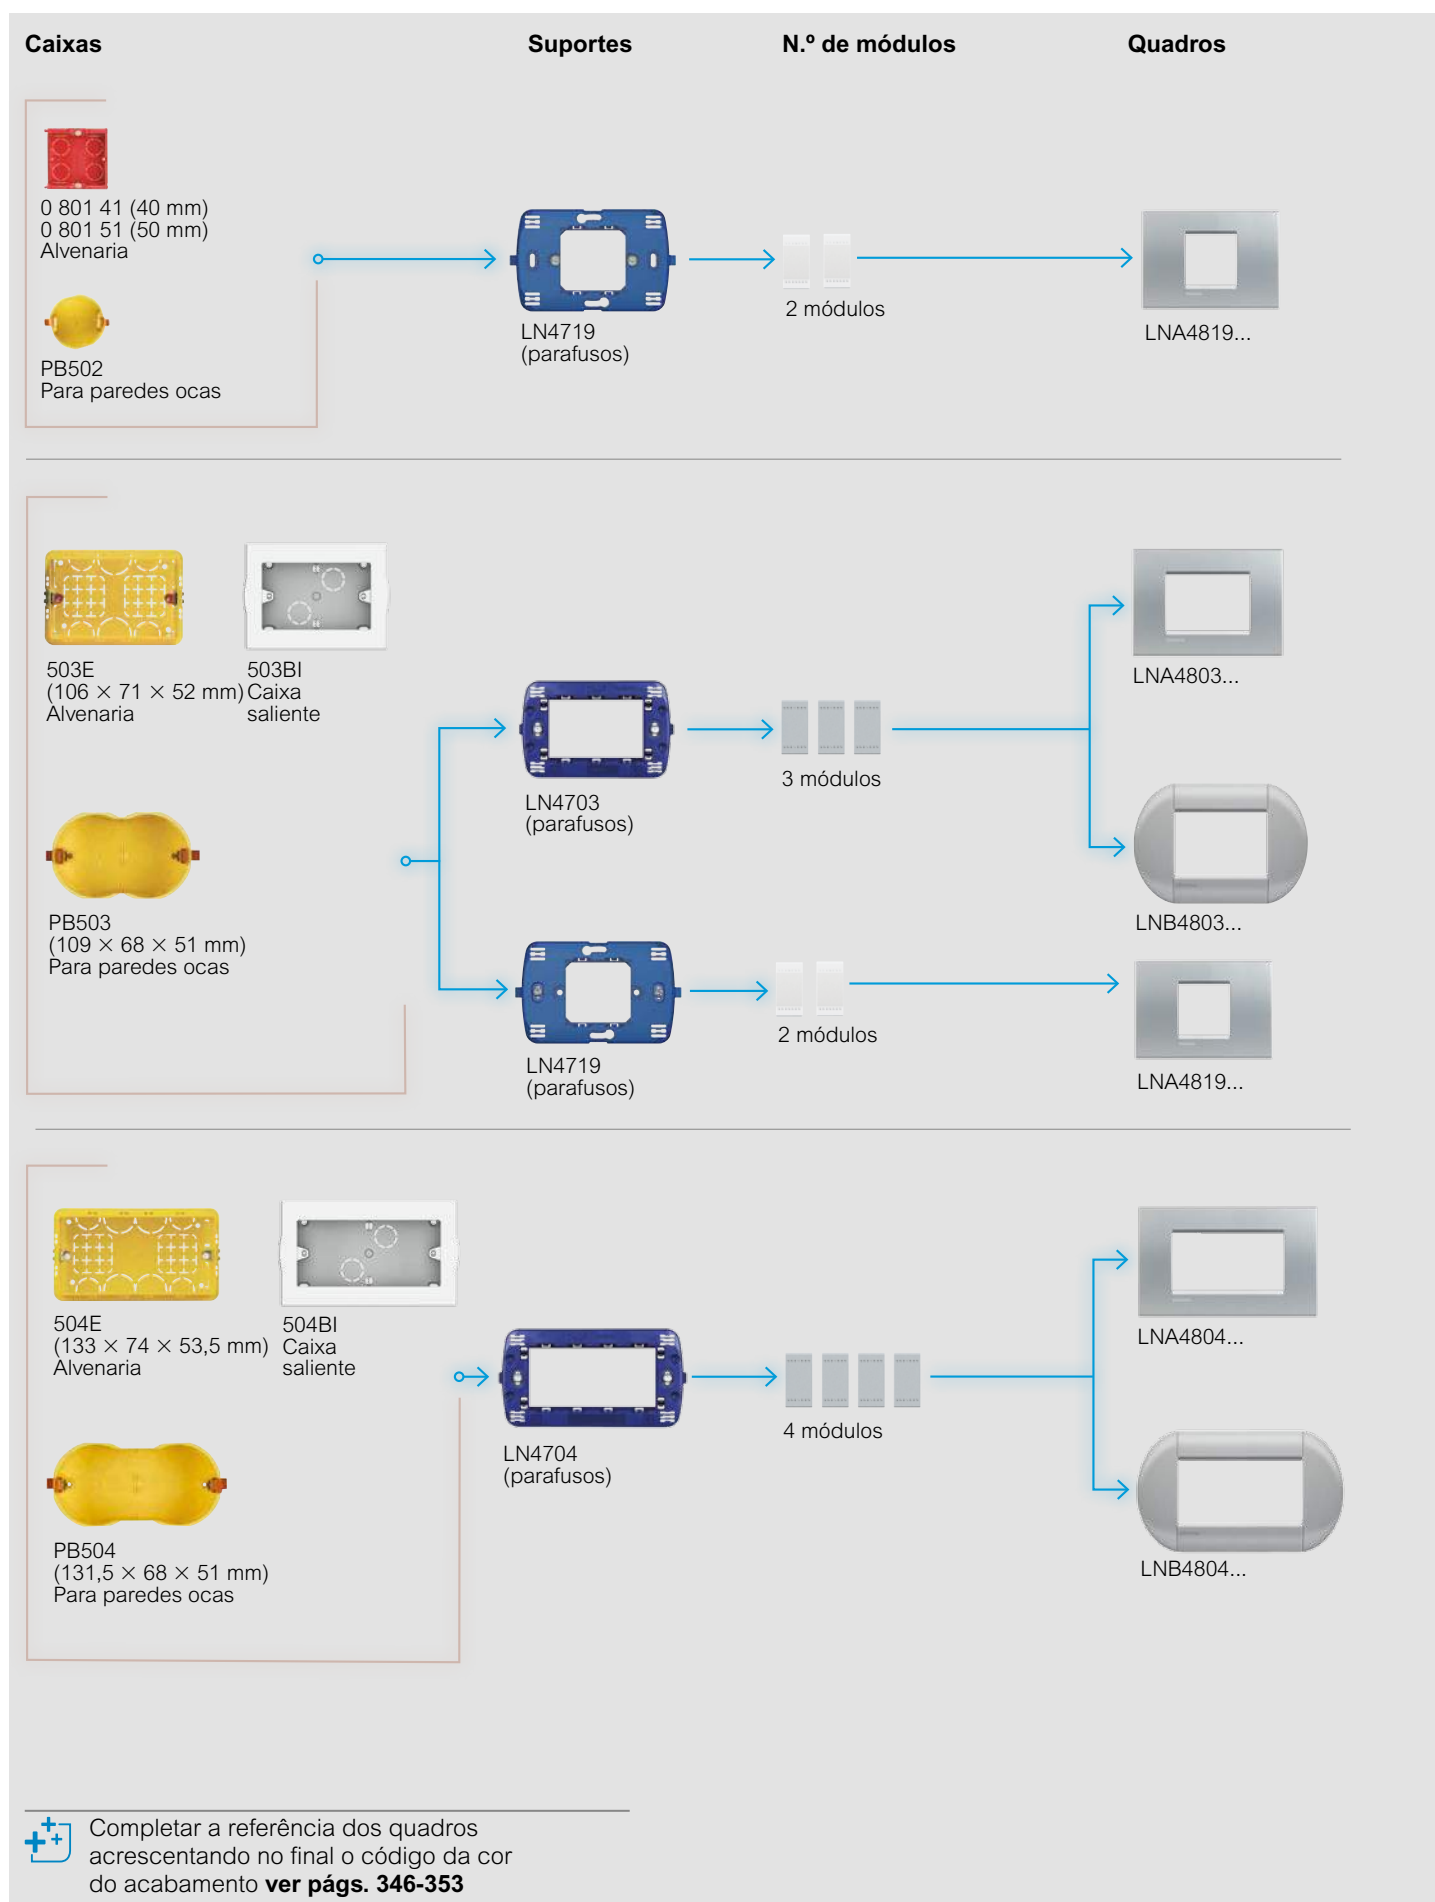 Caixas
Suportes
N.º de módulos
Quadros
0 801 41 (40 mm)
0 801 51 (50 mm)
Alvenaria
PB502
Para paredes ocas
LN4719
(parafusos)
2 módulos
LNA4819...
503E
(106 × 71 × 52 mm)
Alvenaria
503BI
Caixa
saliente
PB503
(109 × 68 × 51 mm)
Para paredes ocas
LN4703
(parafusos)
3 módulos
LNA4803...
LNB4803...
LN4719
(parafusos)
2 módulos
LNA4819...
504E
(133 × 74 × 53,5 mm)
Alvenaria
504BI
Caixa
saliente
PB504
(131,5 × 68 × 51 mm)
Para paredes ocas
LN4704
(parafusos)
4 módulos
LNA4804...
LNB4804...
Completar a referência dos quadros
acrescentando no final o código da cor
do acabamento ver págs. 346-353